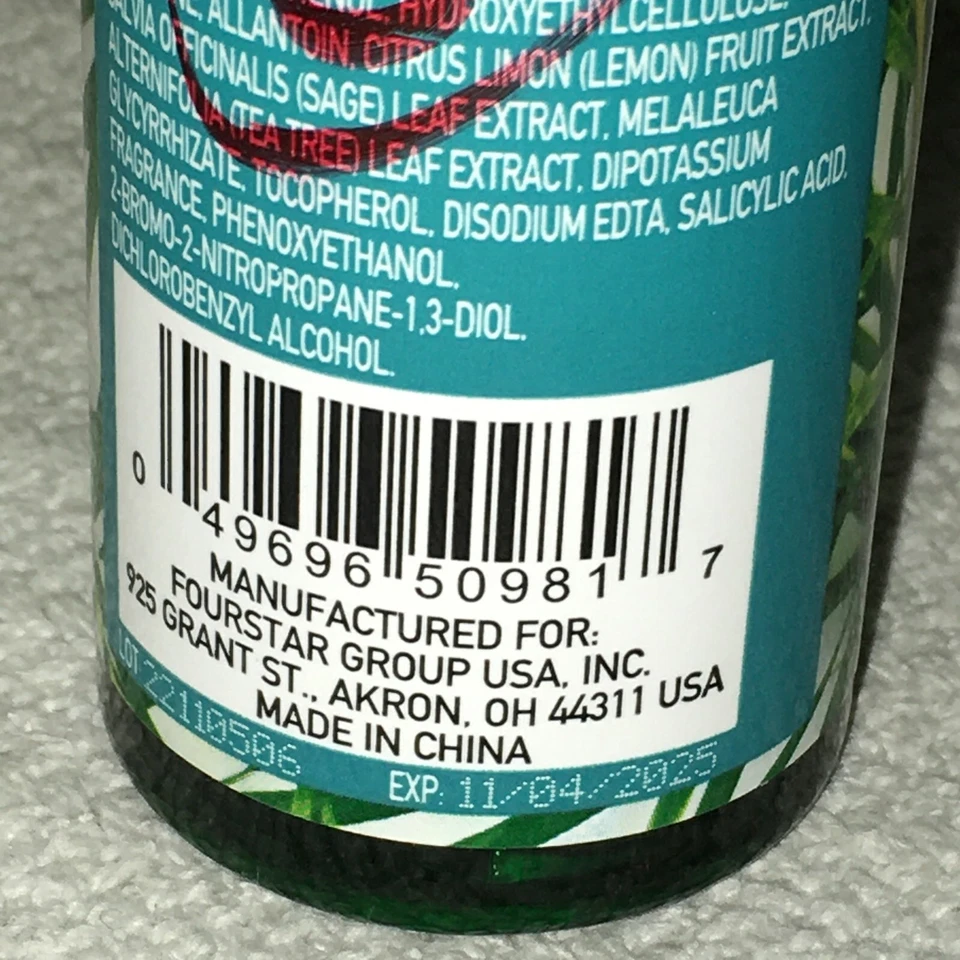 HYDROXYETHYLCELLULOSE,
ALLANTOIN, CITRUS LIMON (LEMON) FRUIT EXTRACT,
SALVIA OFFICINALIS (SAGE) LEAF EXTRACT, MELALEUCA
ALTERNIFOLIA (TEA TREE) LEAF EXTRACT, DIPOTASSIUM
GLYCYRRHIZATE, TOCOPHEROL, DISODIUM EDTA, SALICYLIC ACID,
FRAGRANCE, PHENOXYETHANOL,
2-BROMO-2-NITROPROPANE-1,3-DIOL,
DICHLOROBENZYL ALCOHOL.
0 49696 50981 7
MANUFACTURED FOR:
FOURSTAR GROUP USA, INC.
925 GRANT ST., AKRON, OH 44311 USA
MADE IN CHINA
LOT: 22110506
EXP: 11/04/2025